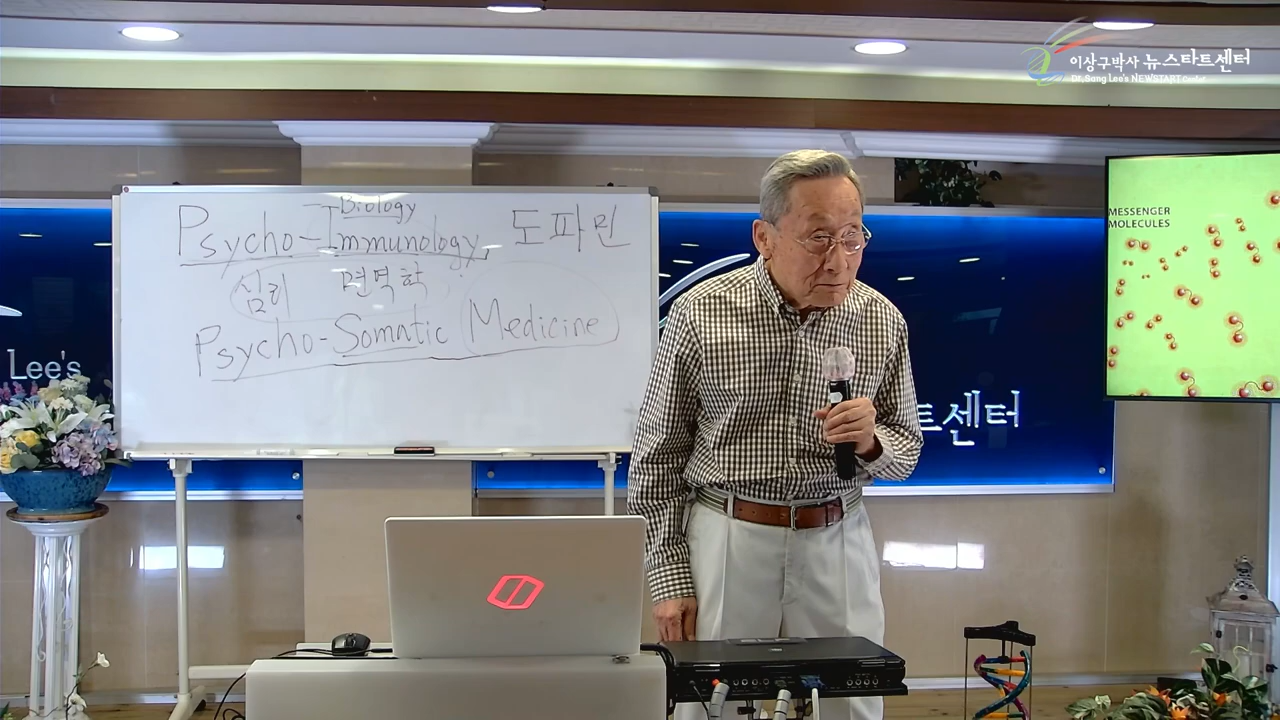 이상구박사 뉴스타트센터
Dr. Sang Lee's NEWSTART Center
Biology
Psycho-Immunology, 도파민
심리 면역학
Psycho-Somatic Medicine
MESSENGER
MOLECULES
Lee's
트센터